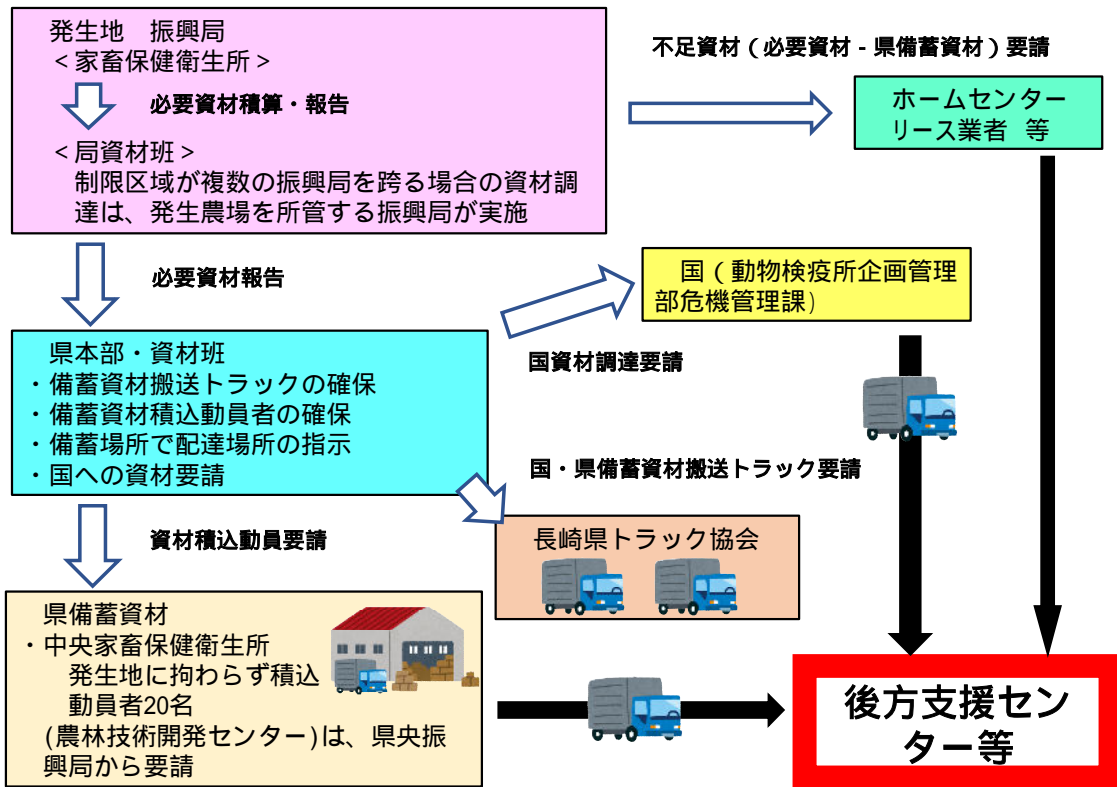 発生地　振興局
＜家畜保健衛生所＞
必要資材積算・報告
＜局資材班＞
制限区域が複数の振興局を跨る場合の資材調
達は、発生農場を所管する振興局が実施
不足資材（必要資材‐県備蓄資材）要請
ホームセンター
リース業者　等
必要資材報告
国（動物検疫所企画管理
部危機管理課）
国資材調達要請
県本部・資材班
・備蓄資材搬送トラックの確保
・備蓄資材積込動員者の確保
・備蓄場所で配達場所の指示
・国への資材要請
国・県備蓄資材搬送トラック要請
長崎県トラック協会
資材積込動員要請
県備蓄資材
・中央家畜保健衛生所
発生地に拘わらず積込
動員者20名
(農林技術開発センター)は、県央振
興局から要請
後方支援セン
ター等